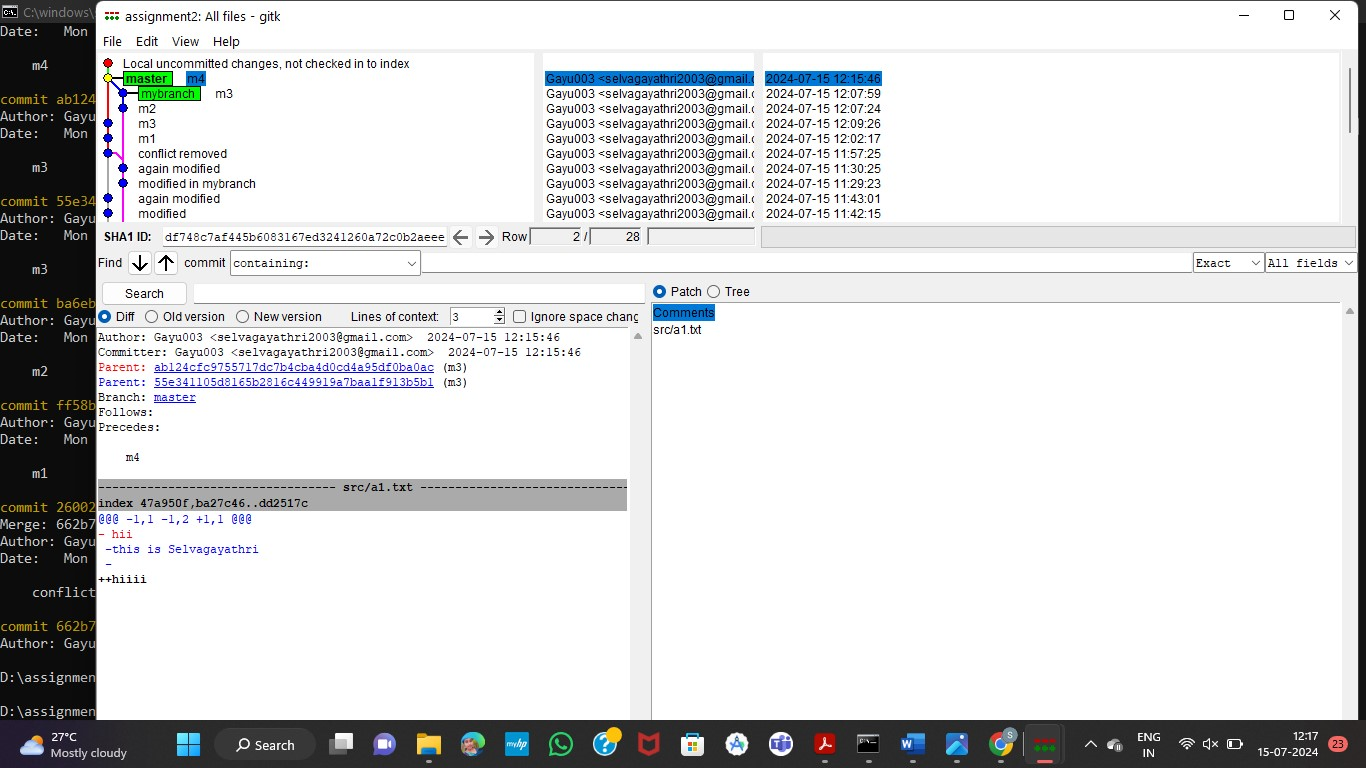 C:\windows\
assignment2: All files - gitk
File Edit View Help
Date: Mon
m4
commit ab124
Author: Gayu
Date: Mon
m3
commit 55e34
Author: Gayu
Date: Mon
m3
commit ba6eb
Author: Gayu
Date: Mon
m2
commit ff58b
Author: Gayu
Date: Mon
m1
commit 26002
Merge: 662b7
Author: Gayu
Date: Mon
conflict
commit 662b7
Author: Gayu
D:\assignmen
D:\assignmen
Local uncommitted changes, not checked in to index
master m4 Gayu003 <selvagayathri2003@gmail.c 2024-07-15 12:15:46
mybranch m3 Gayu003 <selvagayathri2003@gmail.c 2024-07-15 12:07:59
m2 Gayu003 <selvagayathri2003@gmail.c 2024-07-15 12:07:24
m3 Gayu003 <selvagayathri2003@gmail.c 2024-07-15 12:09:26
m1 Gayu003 <selvagayathri2003@gmail.c 2024-07-15 12:02:17
conflict removed Gayu003 <selvagayathri2003@gmail.c 2024-07-15 11:57:25
again modified Gayu003 <selvagayathri2003@gmail.c 2024-07-15 11:30:25
modified in mybranch Gayu003 <selvagayathri2003@gmail.c 2024-07-15 11:29:23
again modified Gayu003 <selvagayathri2003@gmail.c 2024-07-15 11:43:01
modified Gayu003 <selvagayathri2003@gmail.c 2024-07-15 11:42:15
SHA1 ID: df748c7af445b6083167ed3241260a72c0b2aeee Row 2 / 28
Find commit containing: Exact All fields
Search
Patch Tree
Diff Old version New version Lines of context: 3 Ignore space chang
Comments
src/a1.txt
Author: Gayu003 <selvagayathri2003@gmail.com> 2024-07-15 12:15:46
Committer: Gayu003 <selvagayathri2003@gmail.com> 2024-07-15 12:15:46
Parent: ab124cfc9755717dc7b4cba4d0cd4a95df0ba0ac (m3)
Parent: 55e341105d8165b2816c449919a7baa1f913b5b1 (m3)
Branch: master
Follows:
Precedes:
m4
---------------------------------- src/a1.txt ------------------------------
index 47a950f,ba27c46..dd2517c
@@@ -1,1 -1,2 +1,1 @@@
- hii
 -this is Selvagayathri
 -
++hiiii
27°C
Mostly cloudy
Search
myhp
S
ENG
IN
12:17
15-07-2024
23